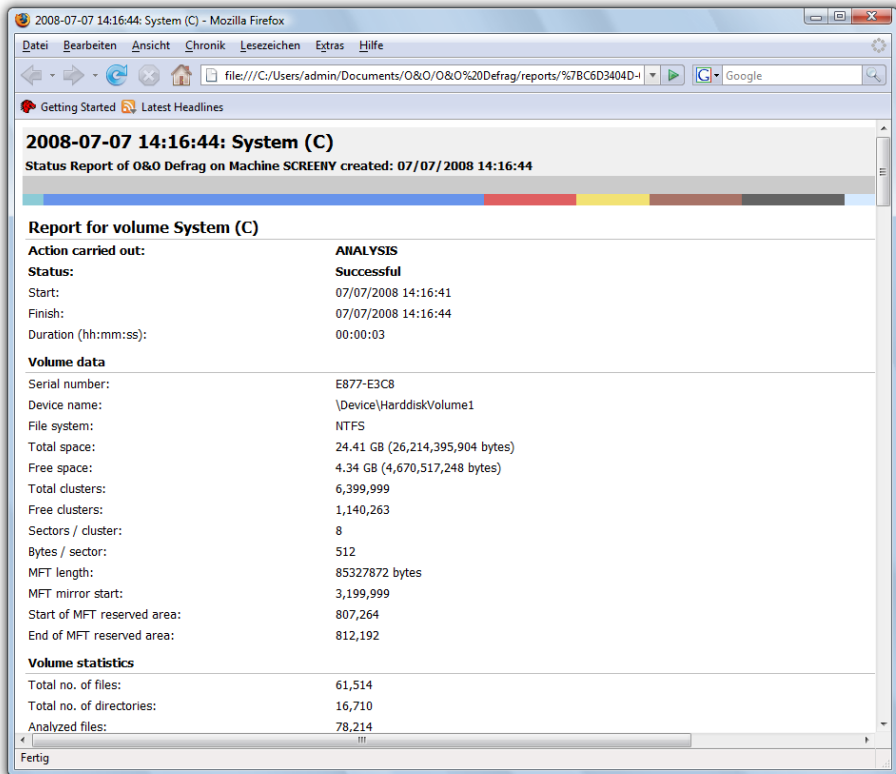 2008-07-07 14:16:44: System (C) - Mozilla Firefox
Datei Bearbeiten Ansicht Chronik Lesezeichen Extras Hilfe
file:///C:/Users/admin/Documents/O&O/O&O%20Defrag/reports/%7BC6D3404D- G Google
Getting Started Latest Headlines
2008-07-07 14:16:44: System (C)
Status Report of O&O Defrag on Machine SCREENY created: 07/07/2008 14:16:44
Report for volume System (C)
Action carried out: ANALYSIS
Status: Successful
Start: 07/07/2008 14:16:41
Finish: 07/07/2008 14:16:44
Duration (hh:mm:ss): 00:00:03
Volume data
Serial number: E877-E3C8
Device name: \Device\HarddiskVolume1
File system: NTFS
Total space: 24.41 GB (26,214,395,904 bytes)
Free space: 4.34 GB (4,670,517,248 bytes)
Total clusters: 6,399,999
Free clusters: 1,140,263
Sectors / cluster: 8
Bytes / sector: 512
MFT length: 85327872 bytes
MFT mirror start: 3,199,999
Start of MFT reserved area: 807,264
End of MFT reserved area: 812,192
Volume statistics
Total no. of files: 61,514
Total no. of directories: 16,710
Analyzed files: 78,214
Fertig